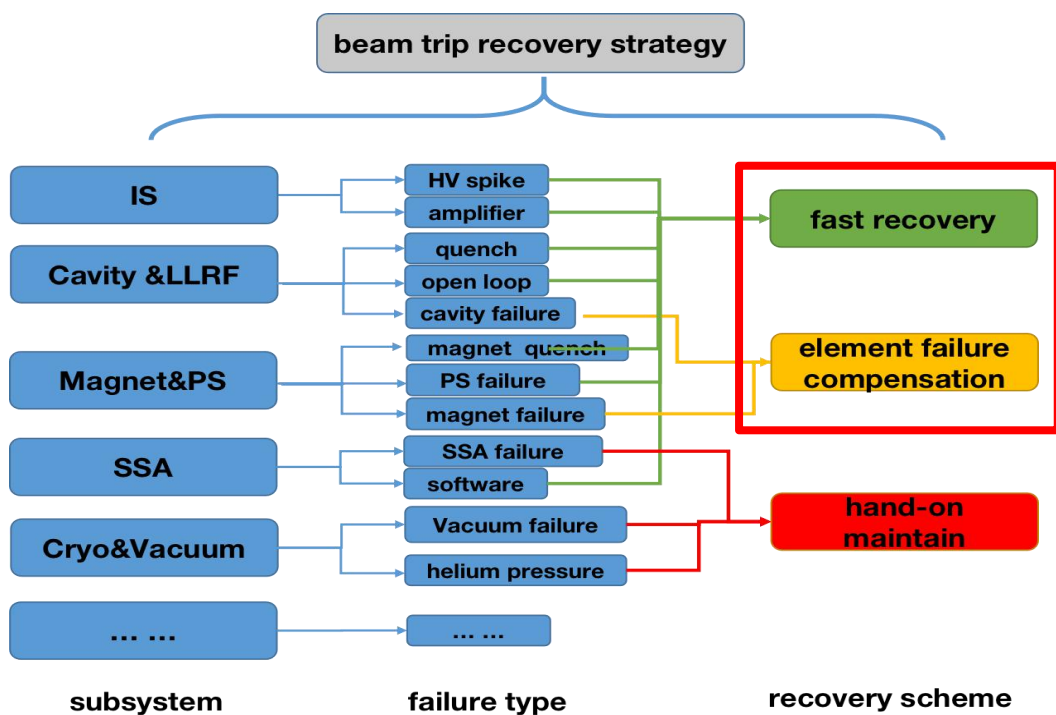 beam trip recovery strategy
IS
HV spike
amplifier
fast recovery
Cavity &LLRF
quench
open loop
cavity failure
Magnet&PS
magnet quench
PS failure
magnet failure
element failure
compensation
SSA
SSA failure
software
hand-on
maintain
Cryo&Vacuum
Vacuum failure
helium pressure
... ...
... ...
subsystem
failure type
recovery scheme